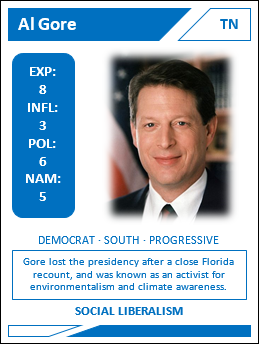 Al Gore
TN
EXP:
8
INFL:
3
POL:
6
NAM:
5
DEMOCRAT · SOUTH · PROGRESSIVE
Gore lost the presidency after a close Florida
recount, and was known as an activist for
environmentalism and climate awareness.
SOCIAL LIBERALISM